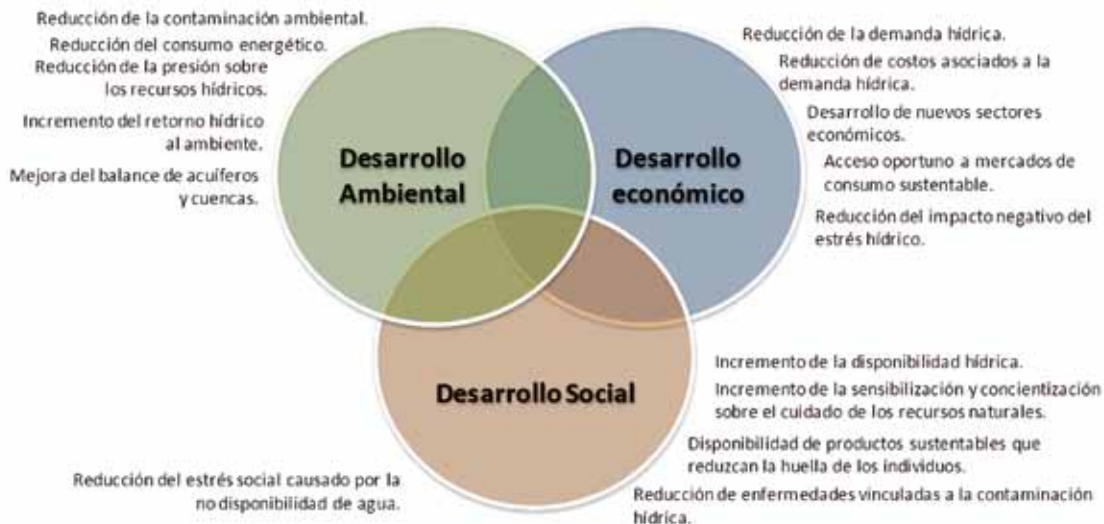 Reducción de la contaminación ambiental.
Reducción del consumo energético.
Reducción de la presión sobre
los recursos hídricos.
Incremento del retorno hídrico
al ambiente.
Mejora del balance de acuíferos
y cuencas.
Desarrollo
Ambiental
Desarrollo
económico
Reducción de la demanda hídrica.
Reducción de costos asociados a la
demanda hídrica.
Desarrollo de nuevos sectores
económicos.
Acceso oportuno a mercados de
consumo sustentable.
Reducción del impacto negativo del
estrés hídrico.
Desarrollo Social
Incremento de la disponibilidad hídrica.
Incremento de la sensibilización y concientización
sobre el cuidado de los recursos naturales.
Disponibilidad de productos sustentables que
reduzcan la huella de los individuos.
Reducción de enfermedades vinculadas a la contaminación
hídrica.
Reducción del estrés social causado por la
no disponibilidad de agua.